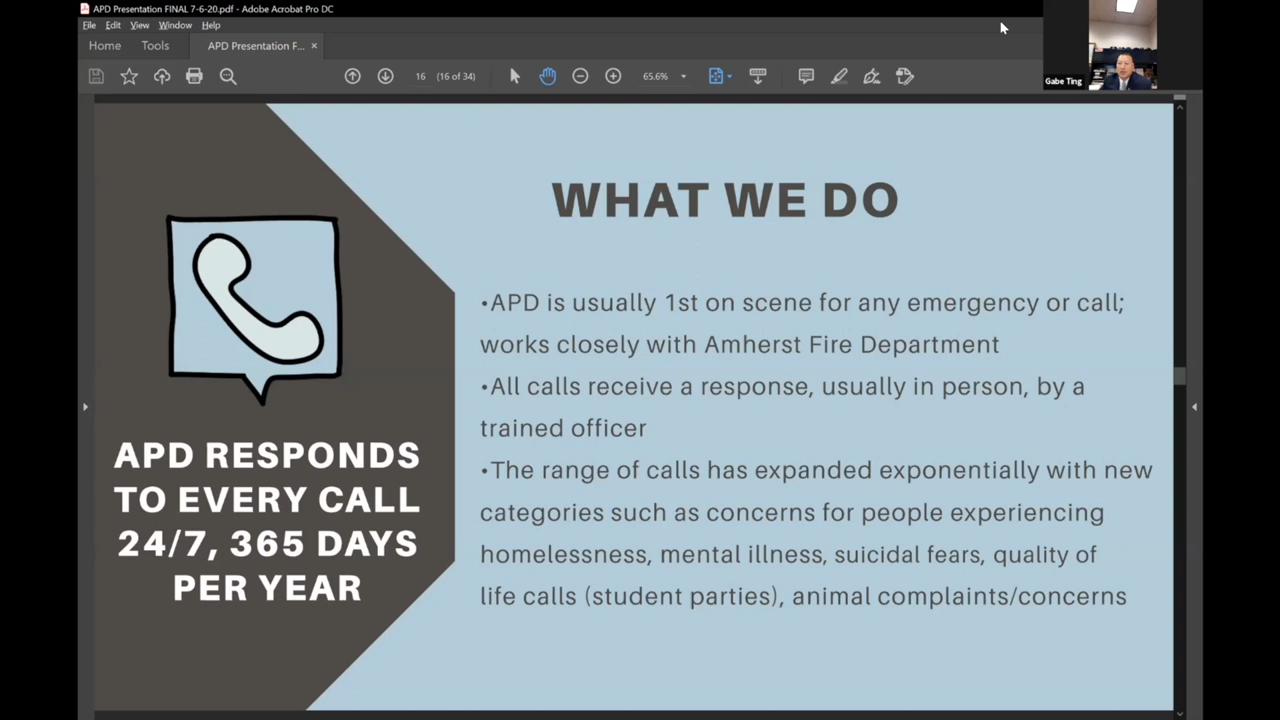 APD Presentation FINAL 7-6-20.pdf - Adobe Acrobat Pro DC
File Edit View Window Help
Home Tools APD Presentation F... ×
16 (16 of 34) 65.6%
Gabe Ting
WHAT WE DO
•APD is usually 1st on scene for any emergency or call;
works closely with Amherst Fire Department
•All calls receive a response, usually in person, by a
trained officer
•The range of calls has expanded exponentially with new
categories such as concerns for people experiencing
homelessness, mental illness, suicidal fears, quality of
life calls (student parties), animal complaints/concerns
APD RESPONDS
TO EVERY CALL
24/7, 365 DAYS
PER YEAR